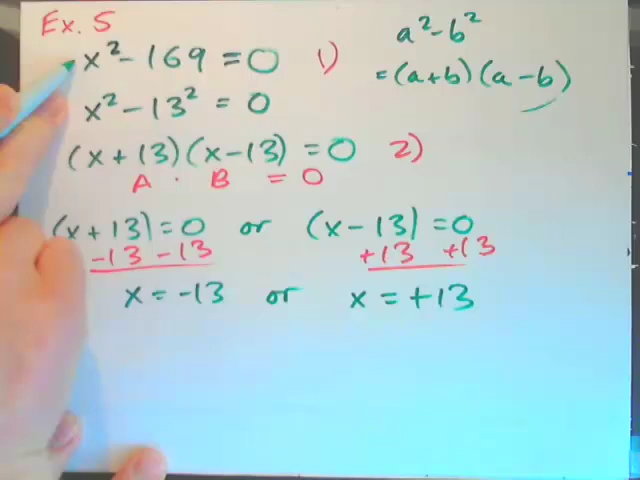 Ex. 5
x² - 169 = 0 1)
a² - b²
= (a + b)(a - b)
x² - 13² = 0
(x + 13)(x - 13) = 0 2)
A · B = 0
(x + 13) = 0 or (x - 13) = 0
-13 -13 +13 +13
x = -13 or x = +13